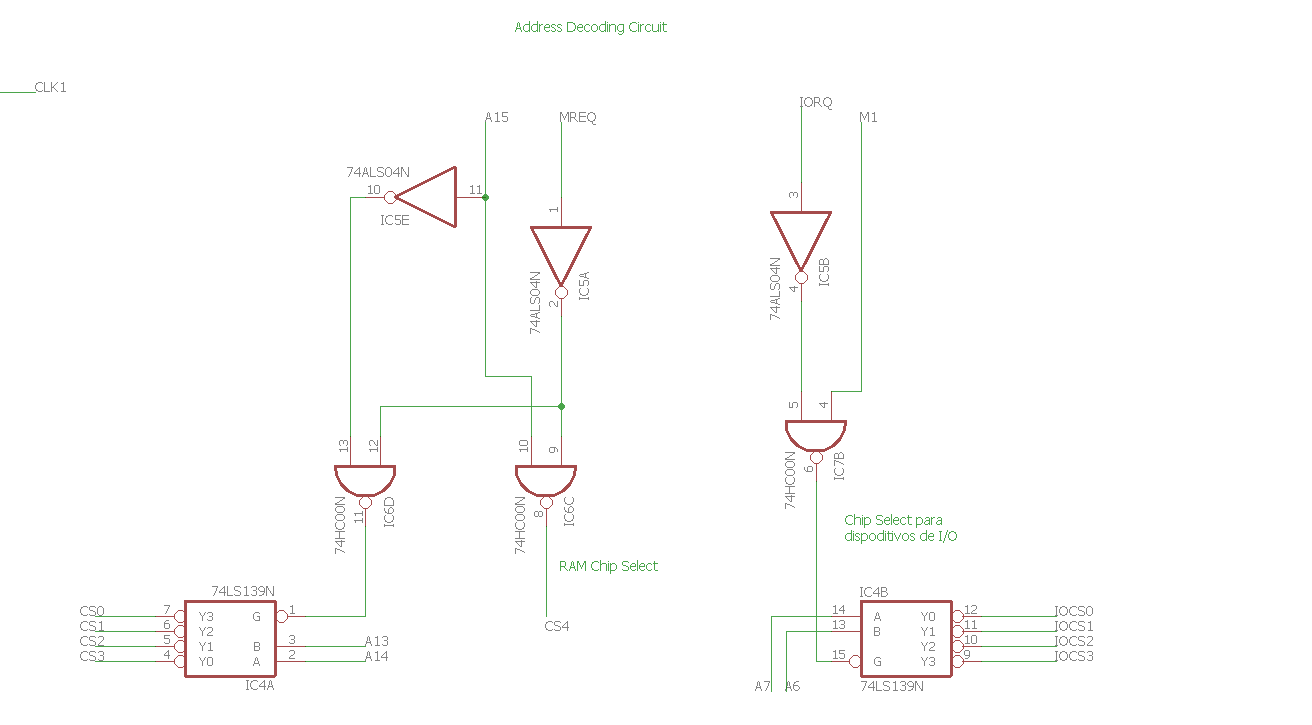 Address Decoding Circuit
CLK1
IORQ
A15
MREQ
M1
74ALS04N
10
11
IC5E
1
74ALS04N
IC5A
2
3
74ALS04N
IC5B
4
13
12
10
9
5
4
74HC00N
IC6D
11
74HC00N
IC6C
8
74HC00N
IC7B
6
Chip Select para
dispoditivos de I/O
RAM Chip Select
CS4
74LS139N
CS0
7
Y3
G
1
CS1
6
Y2
CS2
5
Y1
B
3
A13
CS3
4
Y0
A
2
A14
IC4A
IC4B
14
A
Y0
12
IOCS0
13
B
Y1
11
IOCS1
Y2
10
IOCS2
15
G
Y3
9
IOCS3
A7
A6
74LS139N